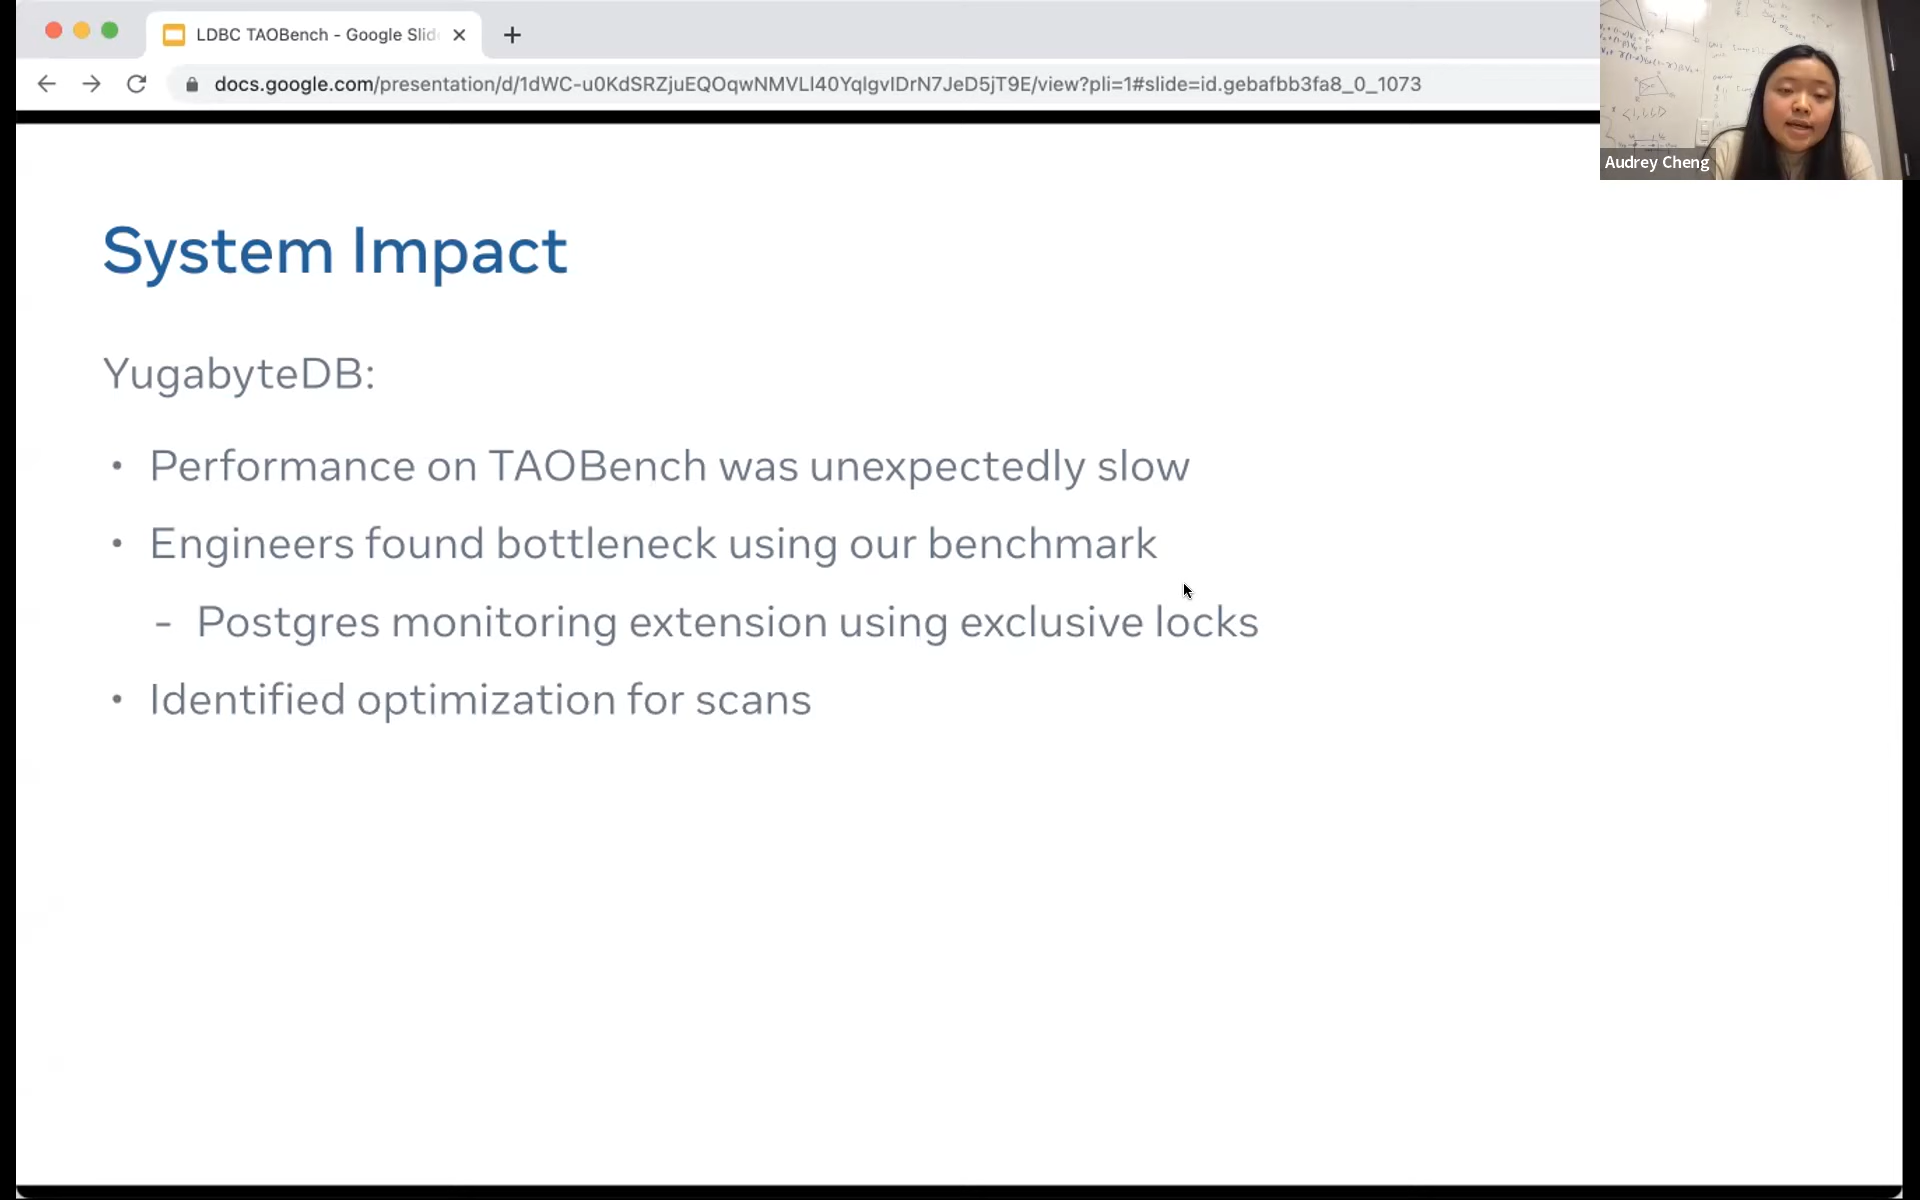 LDBC TAOBench - Google Slid
docs.google.com/presentation/d/1dWC-u0KdSRZjuEQOqwNMVLl40YqlgvIDrN7JeD5jT9E/view?pli=1#slide=id.gebafbb3fa8_0_1073
Audrey Cheng
System Impact
YugabyteDB:
• Performance on TAOBench was unexpectedly slow
• Engineers found bottleneck using our benchmark
- Postgres monitoring extension using exclusive locks
• Identified optimization for scans